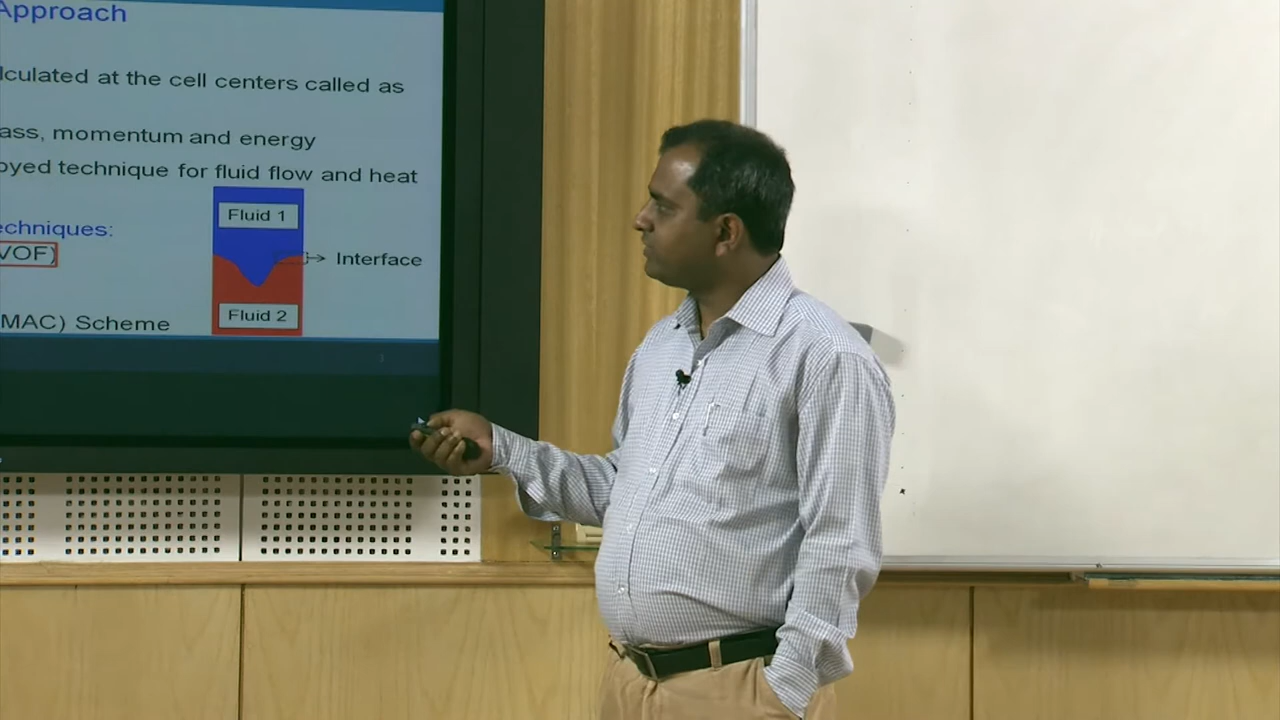 Approach
lculated at the cell centers called as
ass, momentum and energy
oyed technique for fluid flow and heat
Fluid 1
echniques:
VOF)
Interface
Fluid 2
MAC) Scheme